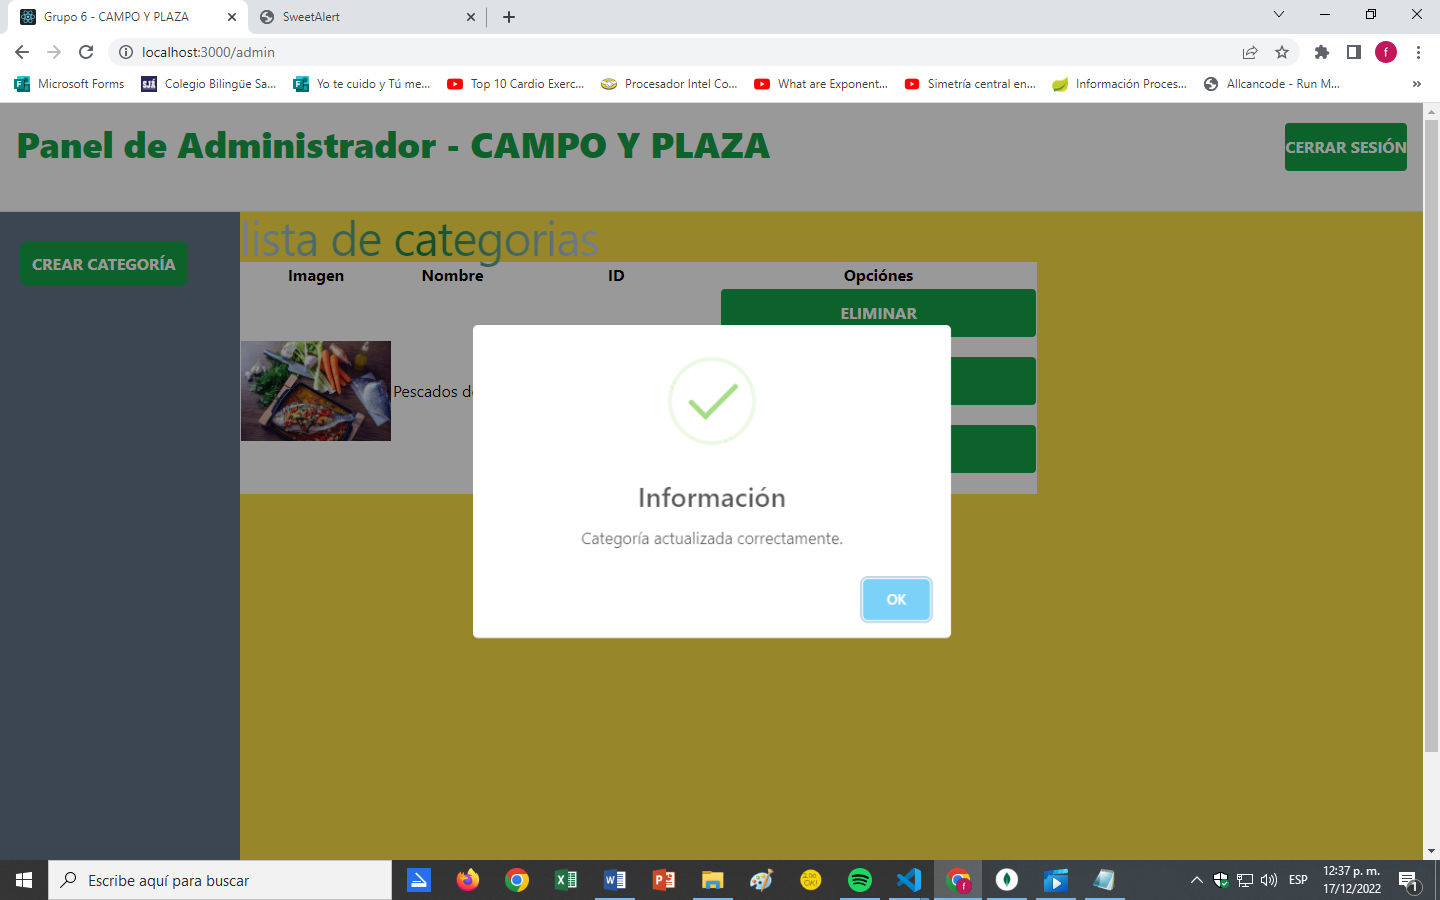 Grupo 6 - CAMPO Y PLAZA
SweetAlert
localhost:3000/admin
f
Microsoft Forms
Colegio Bilingüe Sa...
Yo te cuido y Tú me...
Top 10 Cardio Exerc...
Procesador Intel Co...
What are Exponent...
Simetría central en...
Información Proces...
Allcancode - Run M...
Panel de Administrador - CAMPO Y PLAZA
CERRAR SESIÓN
CREAR CATEGORÍA
lista de categorias
Imagen Nombre ID Opciónes
ELIMINAR
Pescados
Información
Categoría actualizada correctamente.
OK
Escribe aquí para buscar
ESP
12:37 p. m.
17/12/2022
1